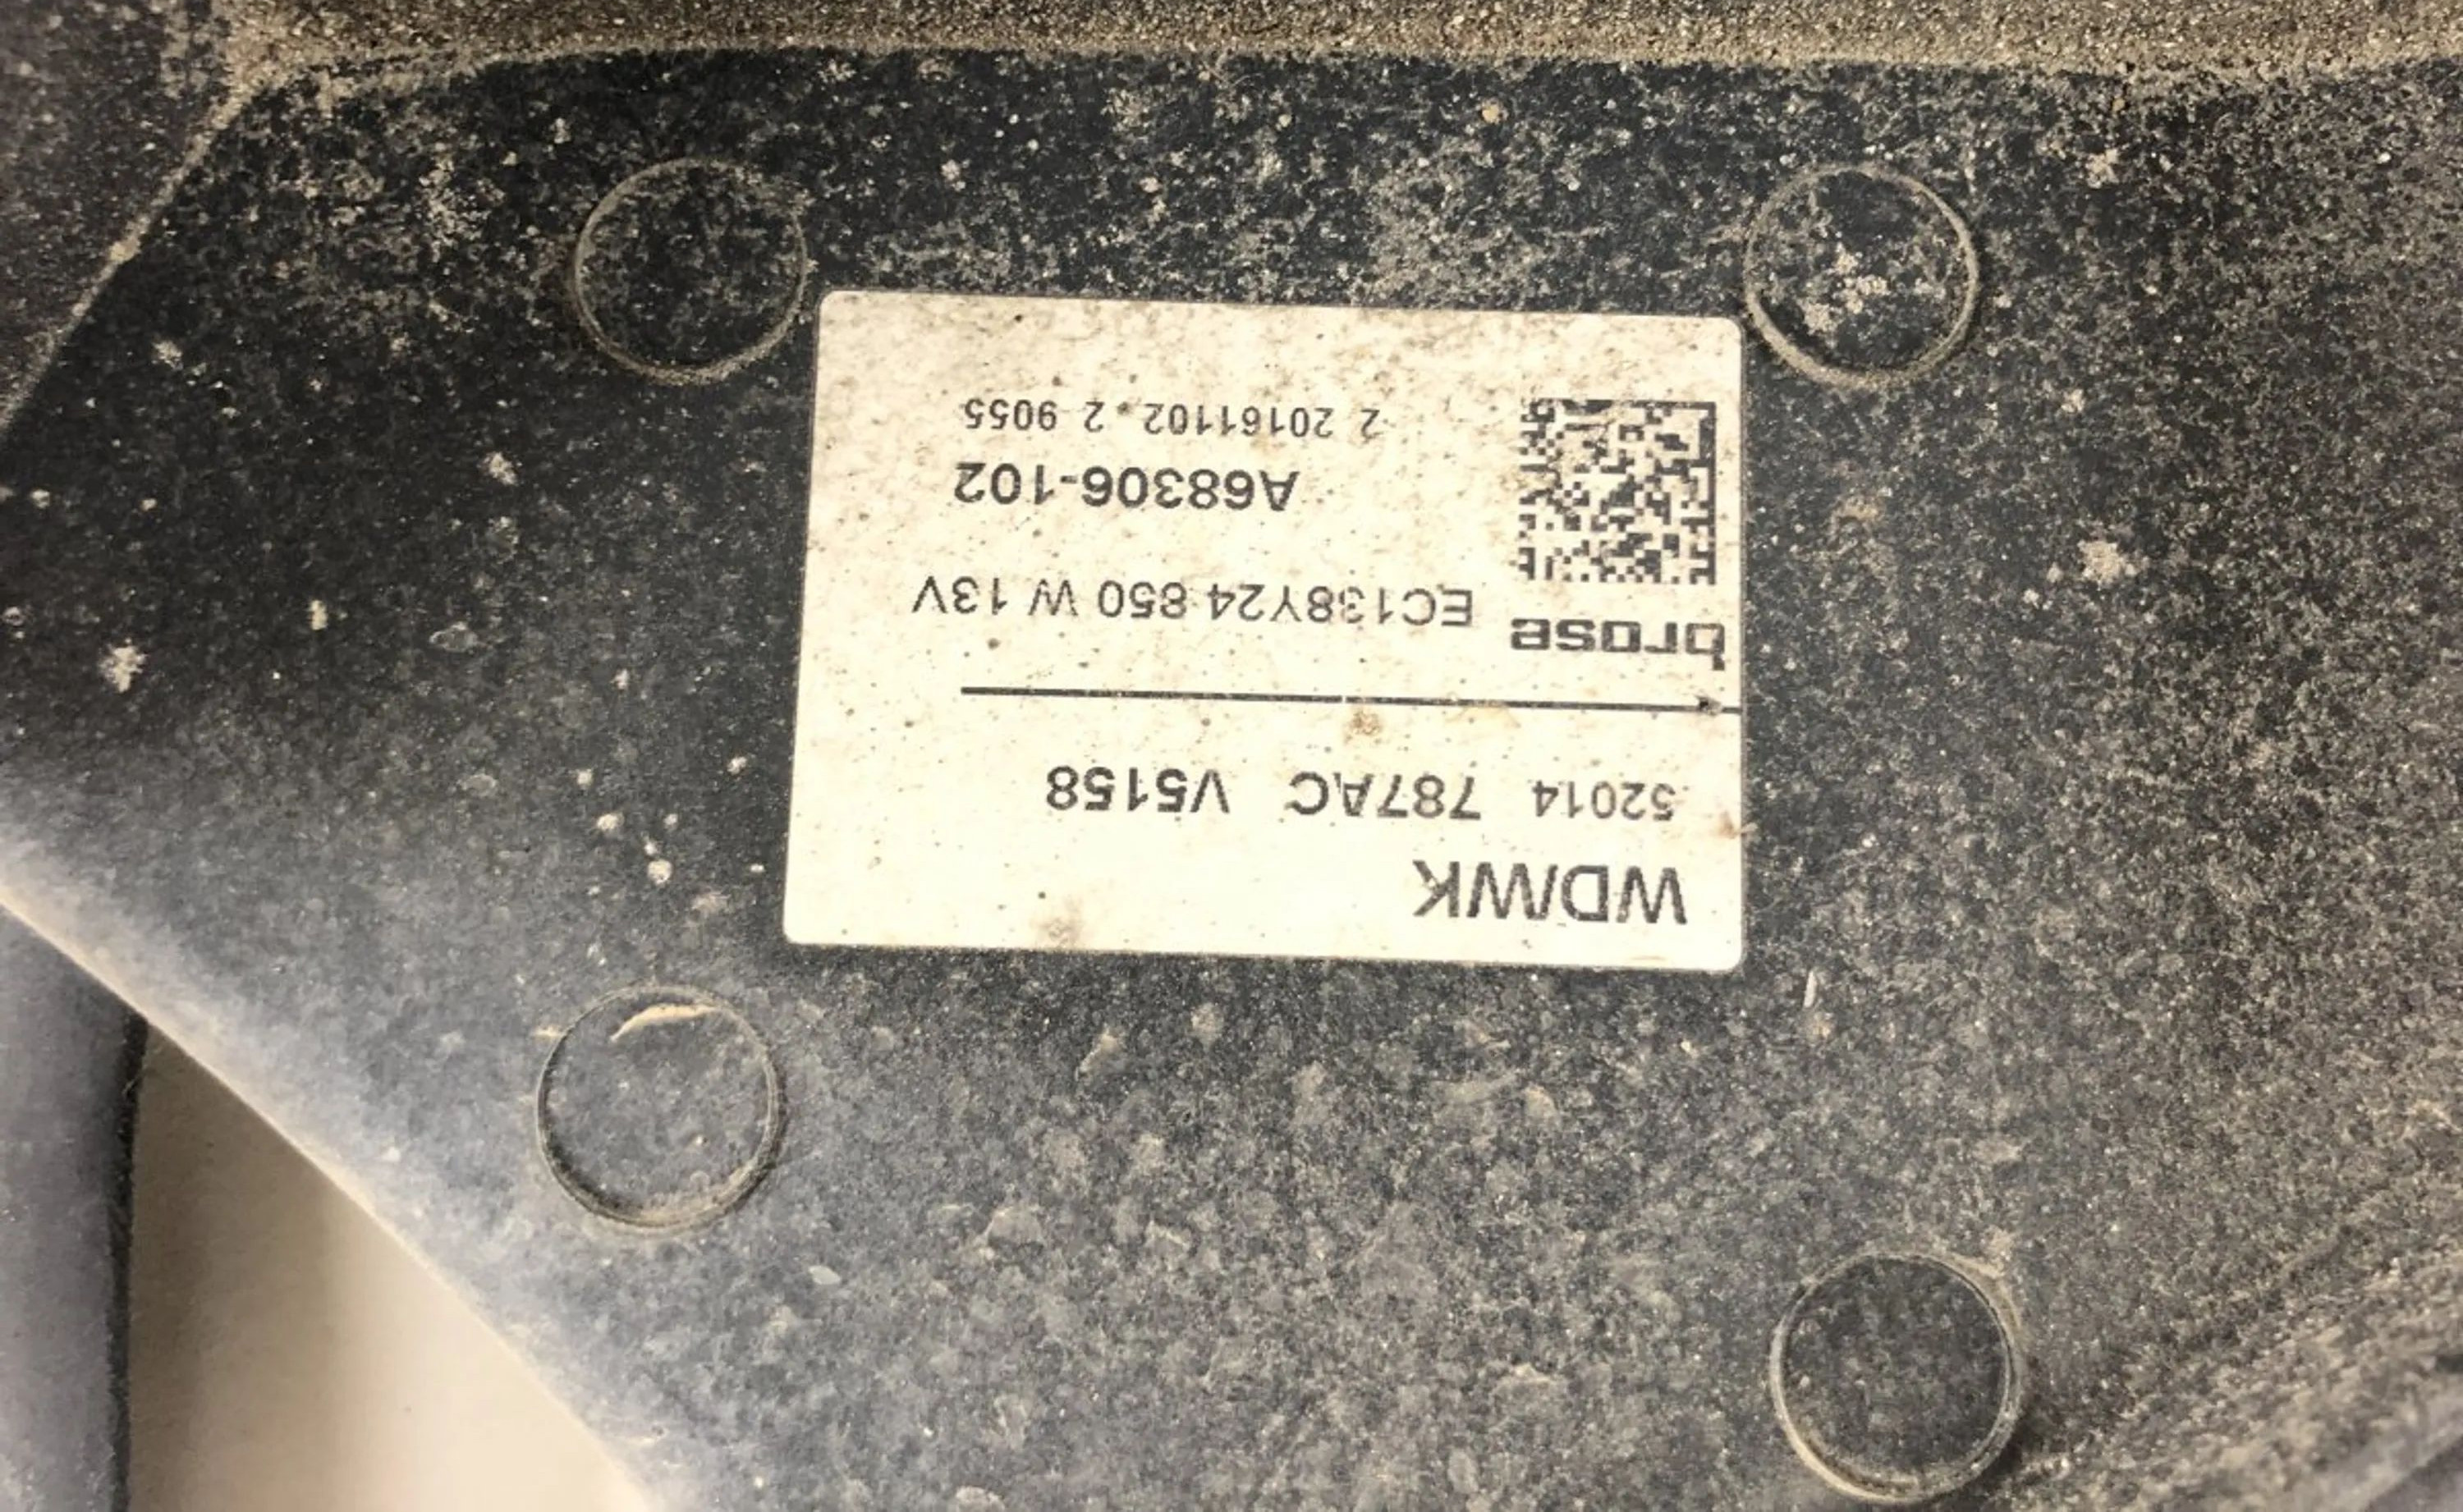 WD/WK
52014 787AC V5158
brose EC138Y24 850 W 13V
A68306-102
2 20161102 . 2 9055